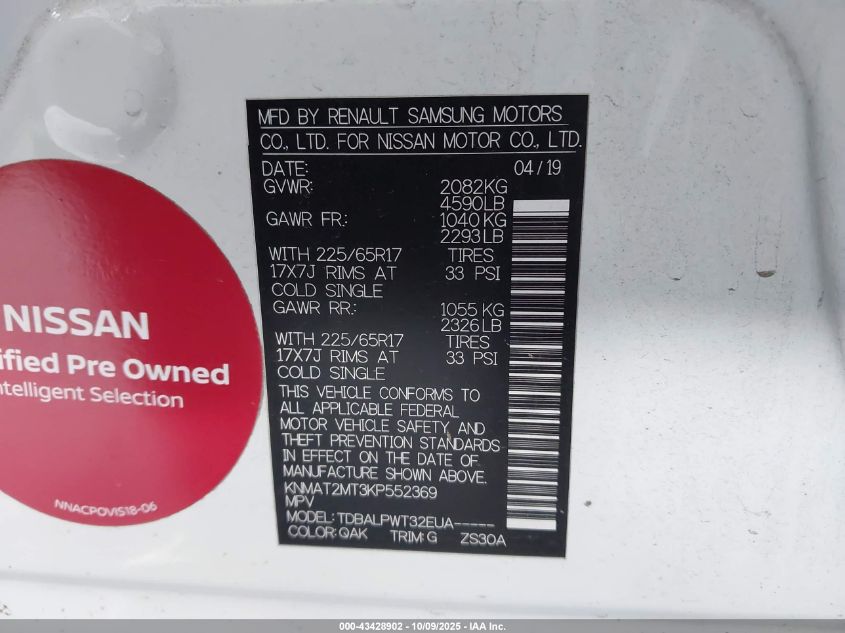 MFD BY RENAULT SAMSUNG MOTORS
CO., LTD. FOR NISSAN MOTOR CO., LTD.
DATE: 04/19
GVWR: 2082KG
4590LB
GAWR FR.: 1040KG
2293LB
WITH 225/65R17 TIRES
17X7J RIMS AT 33 PSI
COLD SINGLE
GAWR RR.: 1055 KG
2326LB
WITH 225/65R17 TIRES
17X7J RIMS AT 33 PSI
COLD SINGLE
THIS VEHICLE CONFORMS TO
ALL APPLICABLE FEDERAL
MOTOR VEHICLE SAFETY, AND
THEFT PREVENTION STANDARDS
IN EFFECT ON THE DATE OF
MANUFACTURE SHOWN ABOVE.
KNMAT2MT3KP552369
MPV
MODEL: TDBALPWT32EUA-----
COLOR: QAK TRIM: G ZS30A
NISSAN
ified Pre Owned
ntelligent Selection
NNACPOVIS18-06
000-43428902 - 10/09/2025 - IAA Inc.